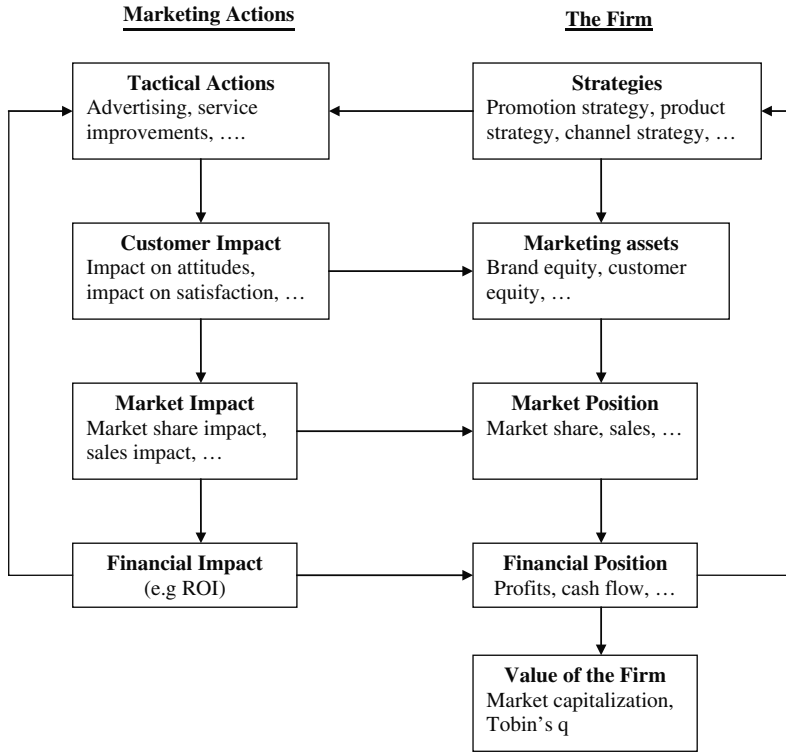 Marketing Actions
The Firm
Tactical Actions
Advertising, service
improvements, ….
Strategies
Promotion strategy, product
strategy, channel strategy, …
Customer Impact
Impact on attitudes,
impact on satisfaction, …
Marketing assets
Brand equity, customer
equity, …
Market Impact
Market share impact,
sales impact, …
Market Position
Market share, sales, …
Financial Impact
(e.g ROI)
Financial Position
Profits, cash flow, …
Value of the Firm
Market capitalization,
Tobin’s q